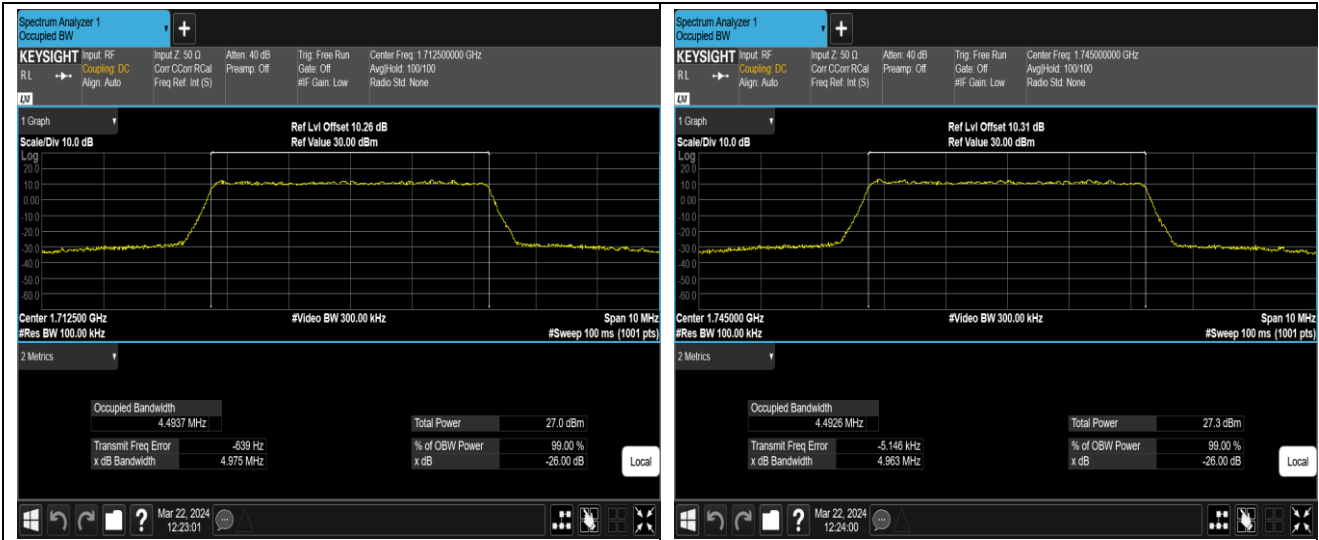 Spectrum Analyzer 1
Occupied BW
+
KEYSIGHT
RL
LXI
Input: RF
Coupling: DC
Align: Auto
Input Z: 50 Ω
Corr CCorr RCal
Freq Ref: Int (S)
Atten: 40 dB
Preamp: Off
Trig: Free Run
Gate: Off
#IF Gain: Low
Center Freq: 1.712500000 GHz
Avg|Hold: 100/100
Radio Std: None
1 Graph
Scale/Div 10.0 dB
Ref Lvl Offset 10.26 dB
Ref Value 30.00 dBm
Log
20.0
10.0
0.00
-10.0
-20.0
-30.0
-40.0
-50.0
-60.0
Center 1.712500 GHz
#Video BW 300.00 kHz
Span 10 MHz
#Res BW 100.00 kHz
#Sweep 100 ms (1001 pts)
2 Metrics
Occupied Bandwidth
4.4937 MHz
Total Power 27.0 dBm
Transmit Freq Error -639 Hz
% of OBW Power 99.00 %
x dB Bandwidth 4.975 MHz
x dB -26.00 dB
Local
?
Mar 22, 2024
12:23:01
Spectrum Analyzer 1
Occupied BW
+
KEYSIGHT
RL
LXI
Input: RF
Coupling: DC
Align: Auto
Input Z: 50 Ω
Corr CCorr RCal
Freq Ref: Int (S)
Atten: 40 dB
Preamp: Off
Trig: Free Run
Gate: Off
#IF Gain: Low
Center Freq: 1.745000000 GHz
Avg|Hold: 100/100
Radio Std: None
1 Graph
Scale/Div 10.0 dB
Ref Lvl Offset 10.31 dB
Ref Value 30.00 dBm
Log
20.0
10.0
0.00
-10.0
-20.0
-30.0
-40.0
-50.0
-60.0
Center 1.745000 GHz
#Video BW 300.00 kHz
Span 10 MHz
#Res BW 100.00 kHz
#Sweep 100 ms (1001 pts)
2 Metrics
Occupied Bandwidth
4.4926 MHz
Total Power 27.3 dBm
Transmit Freq Error -5.146 kHz
% of OBW Power 99.00 %
x dB Bandwidth 4.963 MHz
x dB -26.00 dB
Local
?
Mar 22, 2024
12:24:00